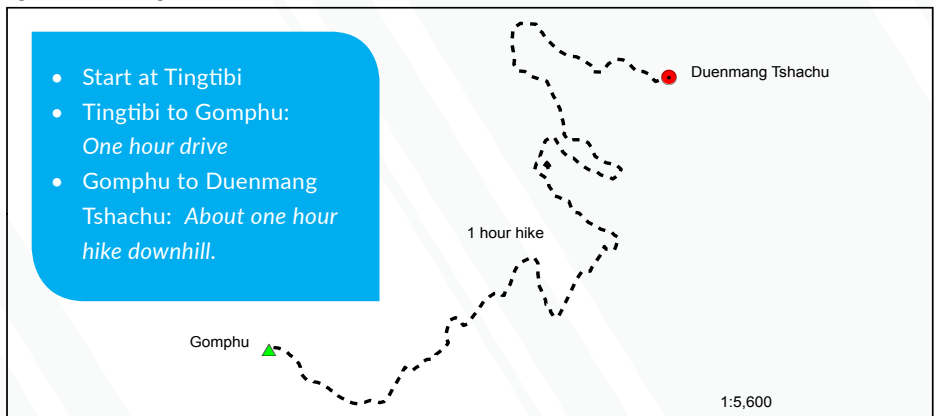 • Start at Tingtibi
• Tingtibi to Gomphu:
One hour drive
• Gomphu to Duenmang
Tshachu: About one hour
hike downhill.
Duenmang Tshachu
1 hour hike
Gomphu
1:5,600